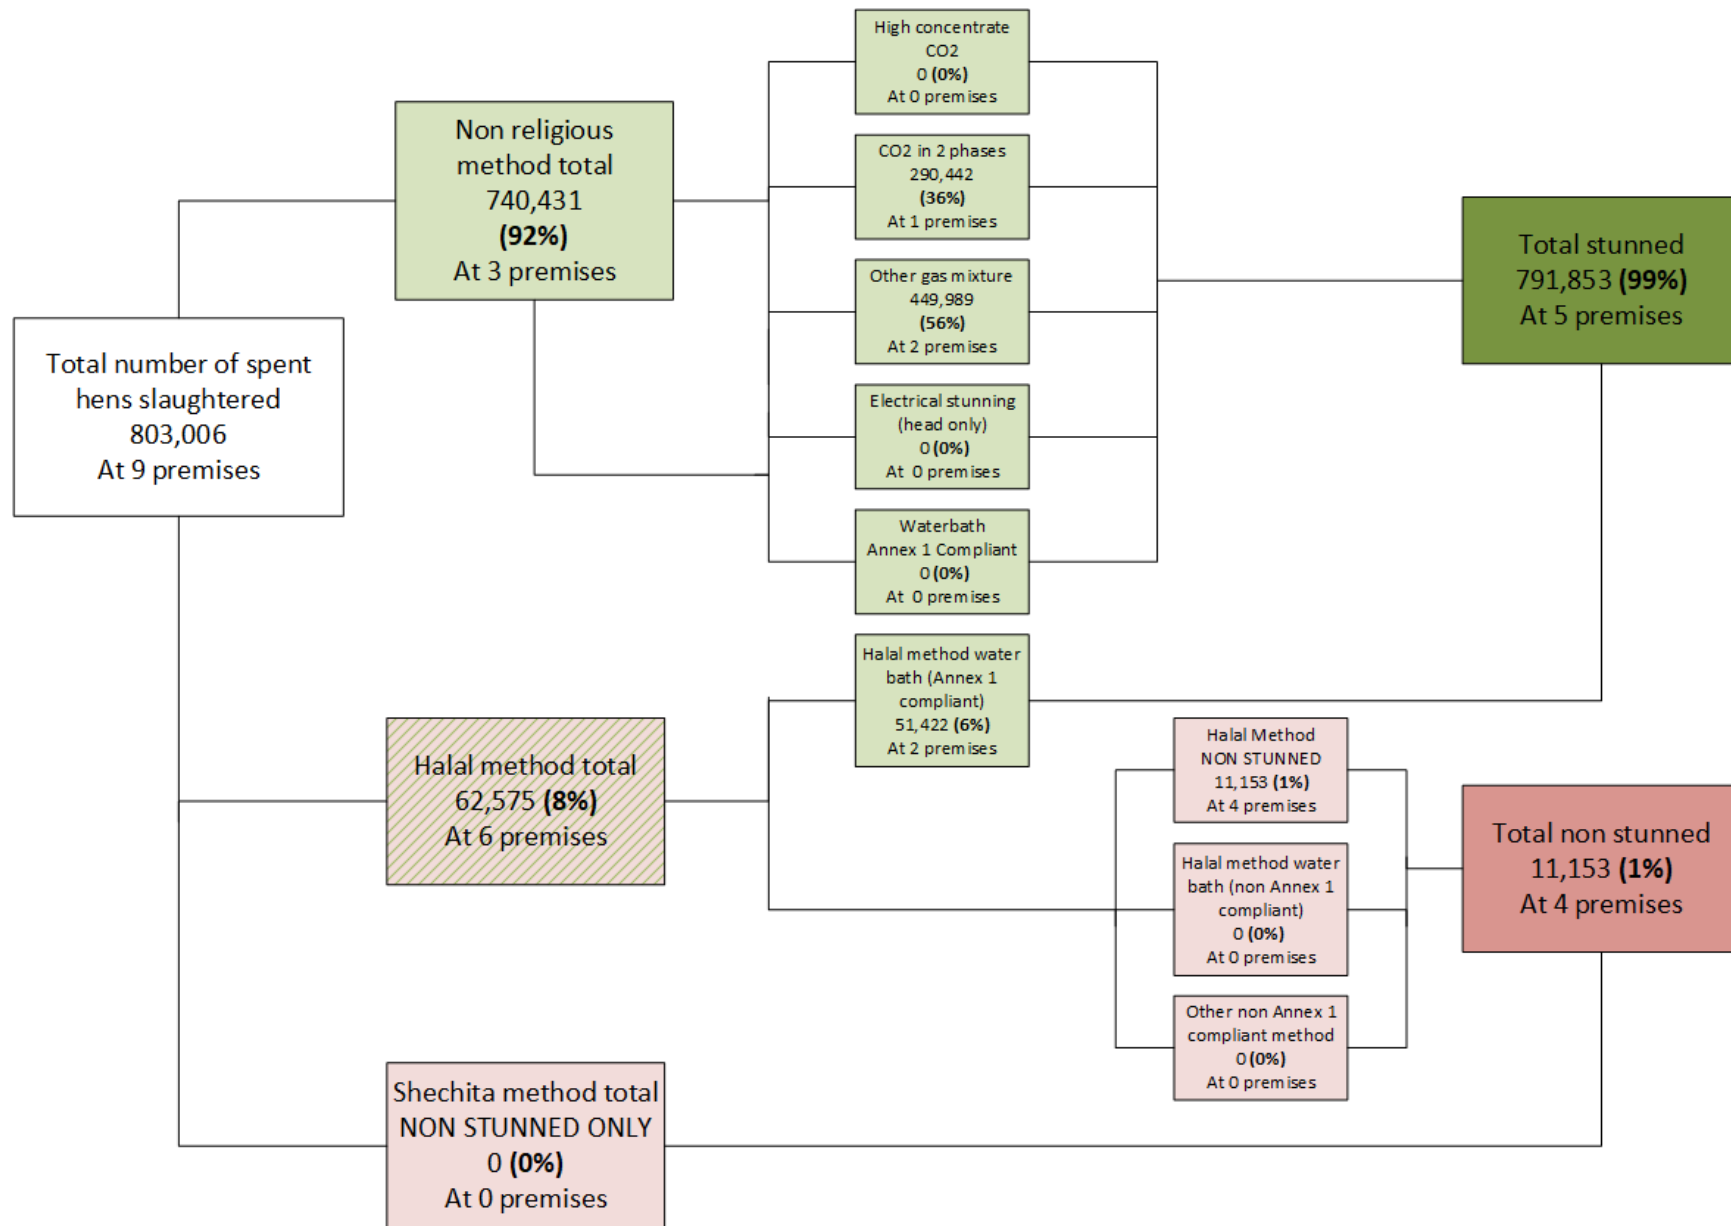 Total number of spent
hens slaughtered
803,006
At 9 premises
Non religious
method total
740,431
(92%)
At 3 premises
Halal method total
62,575 (8%)
At 6 premises
Shechita method total
NON STUNNED ONLY
0 (0%)
At 0 premises
High concentrate
CO2
0 (0%)
At 0 premises
CO2 in 2 phases
290,442
(36%)
At 1 premises
Other gas mixture
449,989
(56%)
At 2 premises
Electrical stunning
(head only)
0 (0%)
At 0 premises
Waterbath
Annex 1 Compliant
0 (0%)
At 0 premises
Halal method water
bath (Annex 1
compliant)
51,422 (6%)
At 2 premises
Halal Method
NON STUNNED
11,153 (1%)
At 4 premises
Halal method water
bath (non Annex 1
compliant)
0 (0%)
At 0 premises
Other non Annex 1
compliant method
0 (0%)
At 0 premises
Total stunned
791,853 (99%)
At 5 premises
Total non stunned
11,153 (1%)
At 4 premises